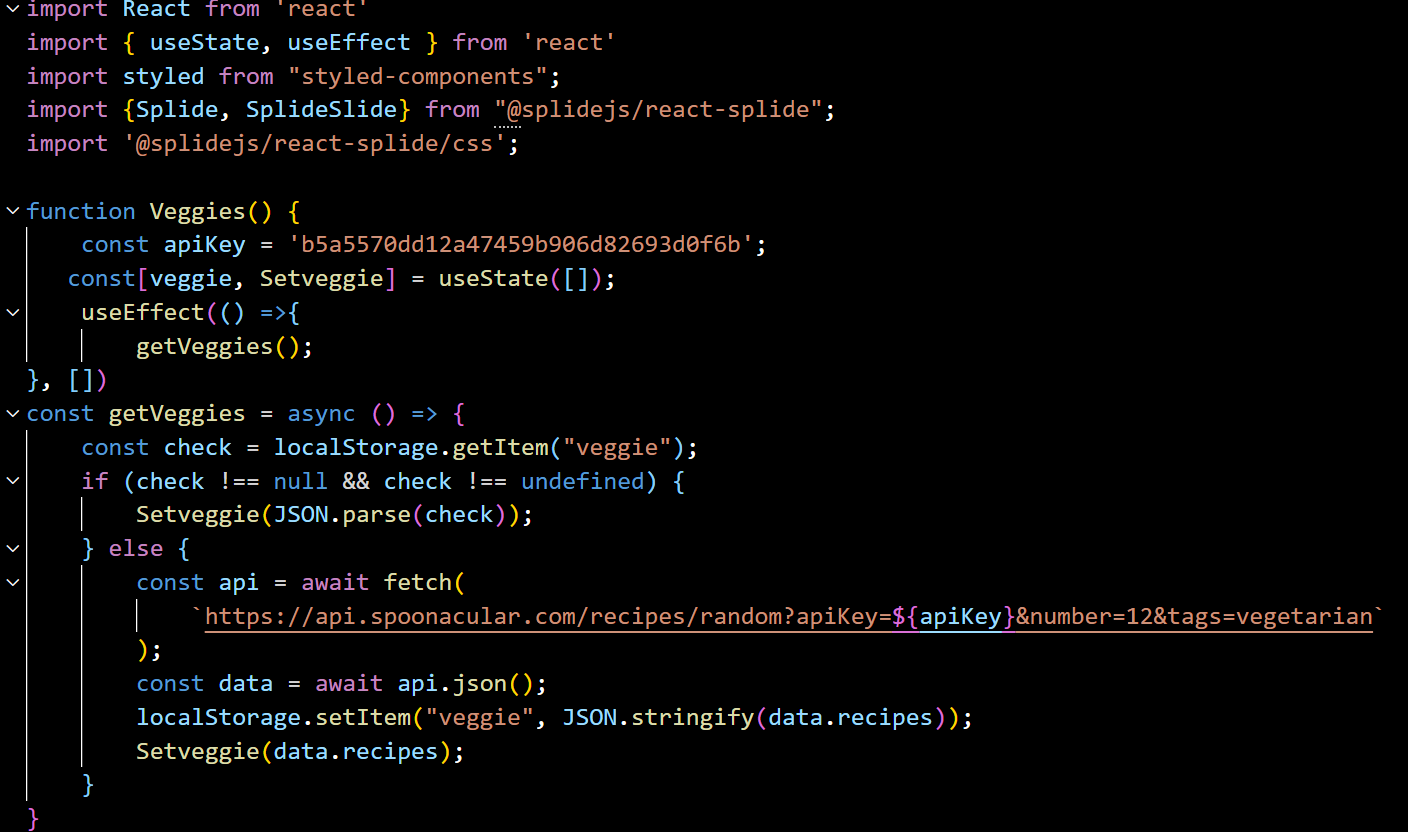 import React from 'react'
import { useState, useEffect } from 'react'
import styled from "styled-components";
import {Splide, SplideSlide} from "@splidejs/react-splide";
import '@splidejs/react-splide/css';
function Veggies() {
const apiKey = 'b5a5570dd12a47459b906d82693d0f6b';
const[veggie, Setveggie] = useState([]);
useEffect(() =>{
getVeggies();
}, [])
const getVeggies = async () => {
const check = localStorage.getItem("veggie");
if (check !== null && check !== undefined) {
Setveggie(JSON.parse(check));
} else {
const api = await fetch(
`https://api.spoonacular.com/recipes/random?apiKey=${apiKey}&number=12&tags=vegetarian`
);
const data = await api.json();
localStorage.setItem("veggie", JSON.stringify(data.recipes));
Setveggie(data.recipes);
}
}